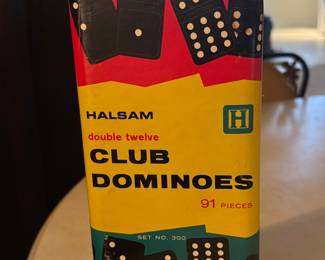 HALSAM
H
double twelve
CLUB
DOMINOES
91 PIECES
SET NO. 300